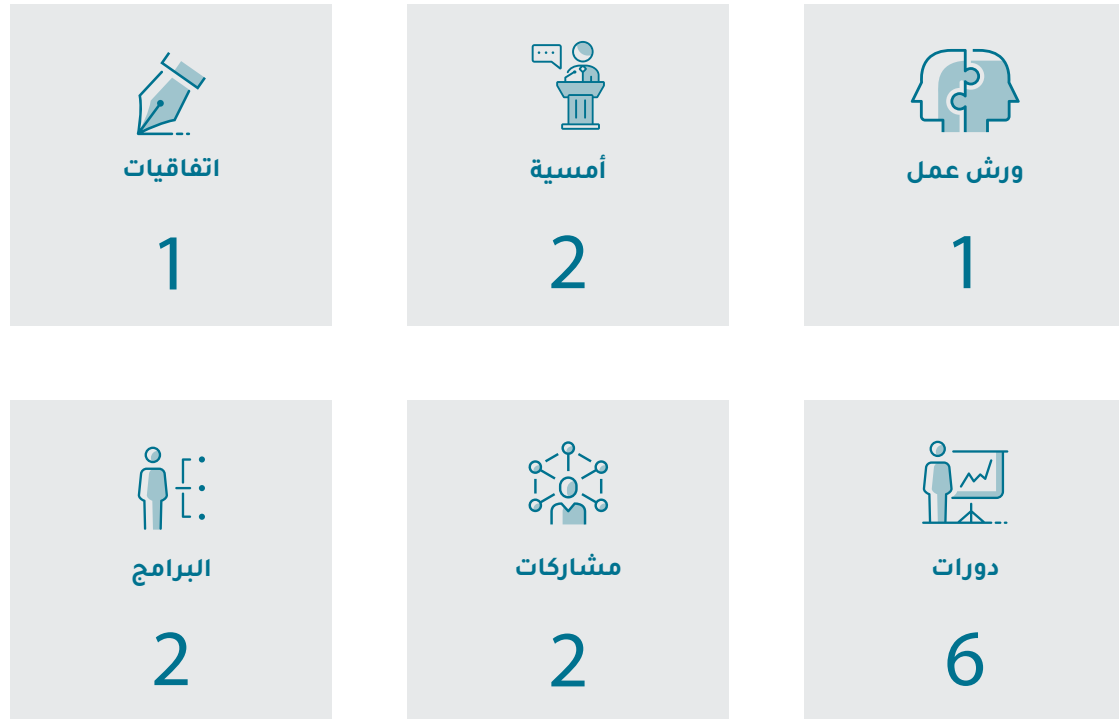 ورش عمل
1
أمسية
2
اتفاقيات
1
دورات
6
مشاركات
2
البرامج
2